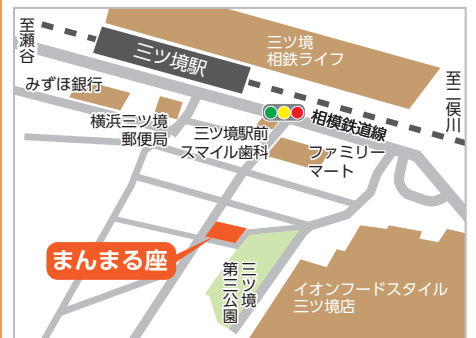 至瀬谷
三ツ境駅
三ツ境
相鉄ライフ
至二俣川
みずほ銀行
横浜三ツ境
郵便局
三ツ境駅前
スマイル歯科
相模鉄道線
ファミリー
マート
まんまる座
三ツ境
第三公園
イオンフードスタイル
三ツ境店